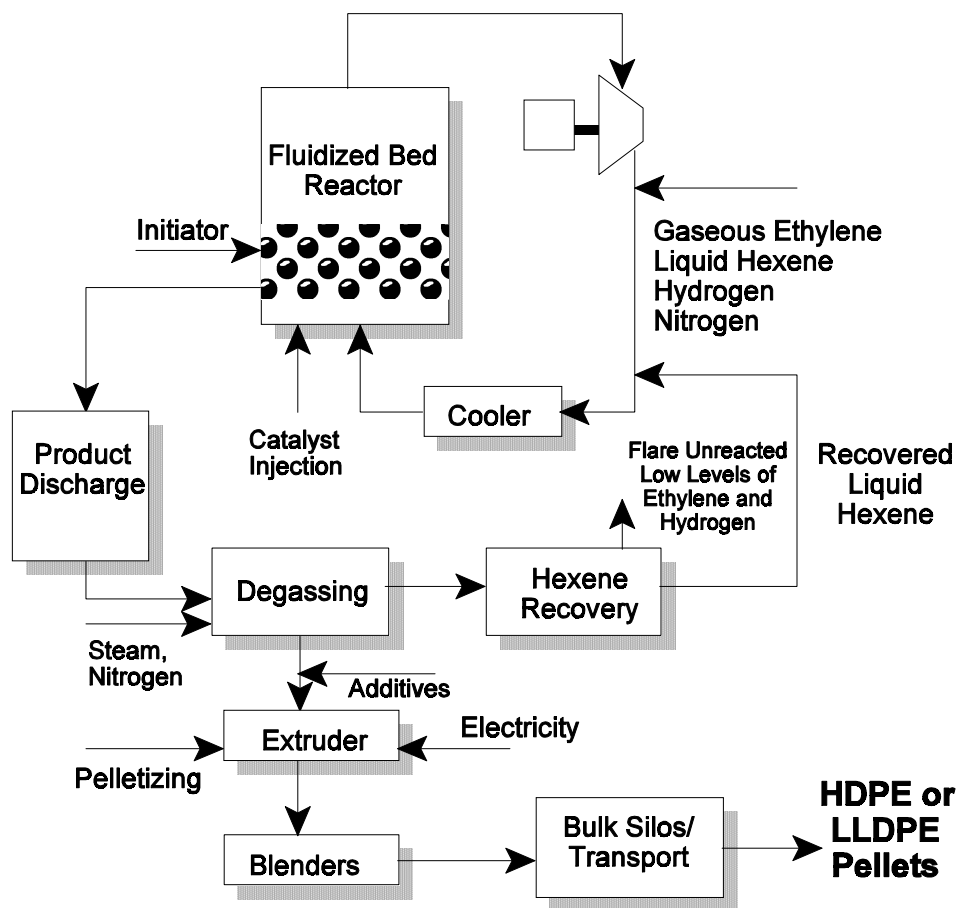 Fluidized Bed
Reactor
Initiator
Gaseous Ethylene
Liquid Hexene
Hydrogen
Nitrogen
Cooler
Catalyst
Injection
Product
Discharge
Flare Unreacted
Low Levels of
Ethylene and
Hydrogen
Recovered
Liquid
Hexene
Degassing
Hexene
Recovery
Steam,
Nitrogen
Additives
Extruder
Electricity
Pelletizing
Blenders
Bulk Silos/
Transport
HDPE or
LLDPE
Pellets